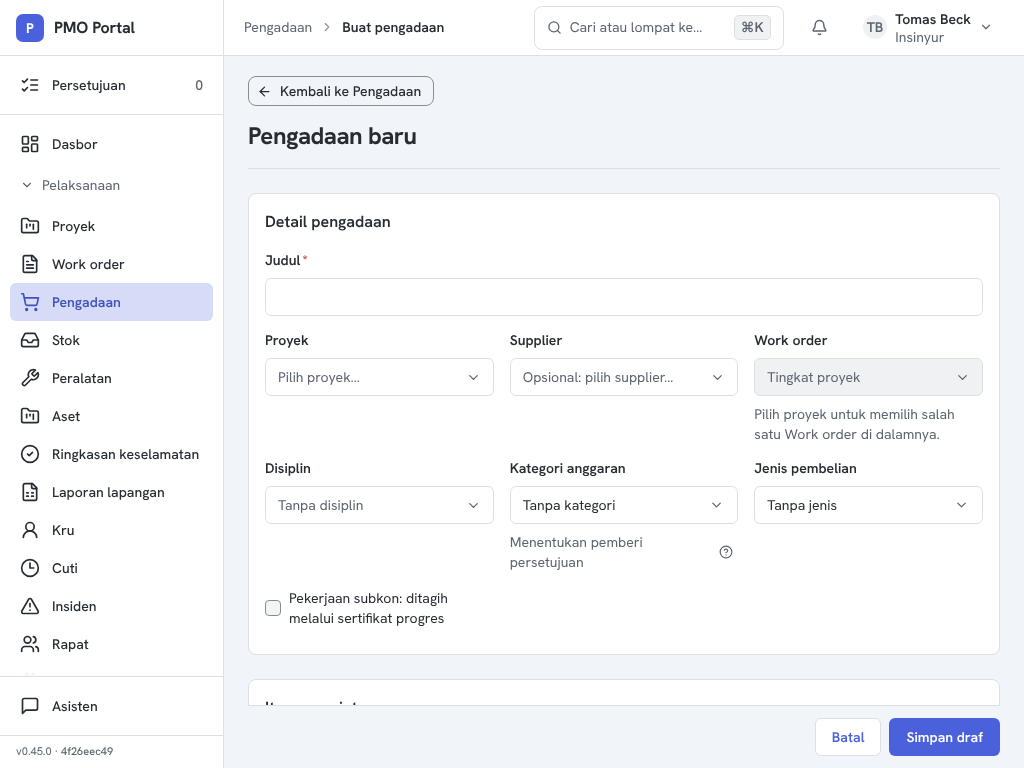 P
PMO Portal
Pengadaan
Buat pengadaan
Cari atau lompat ke...
⌘K
TB
Tomas Beck
Insinyur
Persetujuan
0
Dasbor
Pelaksanaan
Proyek
Work order
Pengadaan
Stok
Peralatan
Aset
Ringkasan keselamatan
Laporan lapangan
Kru
Cuti
Insiden
Rapat
Asisten
v0.45.0 · 4f26eec49
Kembali ke Pengadaan
Pengadaan baru
Detail pengadaan
Judul*
Proyek
Supplier
Work order
Pilih proyek...
Opsional: pilih supplier...
Tingkat proyek
Pilih proyek untuk memilih salah
satu Work order di dalamnya.
Disiplin
Kategori anggaran
Jenis pembelian
Tanpa disiplin
Tanpa kategori
Tanpa jenis
Menentukan pemberi
persetujuan
Pekerjaan subkon: ditagih
melalui sertifikat progres
Batal
Simpan draf